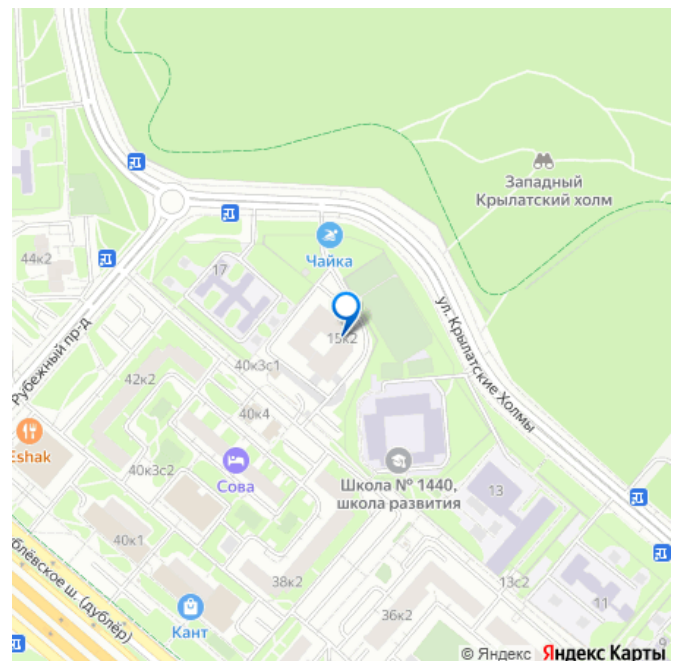 Западный
Крылатский холм
Чайка
44к2
17
15к2
ул. Крылатские Холмы
Рубежный пр-д
40к3с1
42к2
40к4
Eshak
40к3с2
Сова
Школа № 1440,
школа развития
13
40к1
блёвское ш. (дублёр)
38к2
13с2
Кант
36к2
11
9
© Яндекс Яндекс Карты